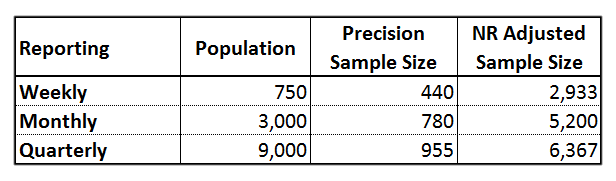 Reporting Population Precision Sample Size NR Adjusted Sample Size
Weekly 750 440 2,933
Monthly 3,000 780 5,200
Quarterly 9,000 955 6,367